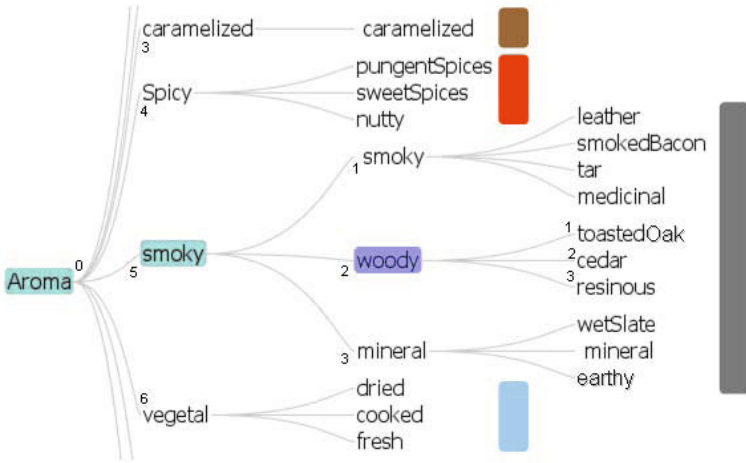 caramelized
3
caramelized
Spicy
4
pungentSpices
sweetSpices
nutty
1 smoky
leather
smokedBacon
tar
medicinal
Aroma
0
smoky
5
2 woody
1 toastedOak
2 cedar
3 resinous
3 mineral
wetSlate
mineral
earthy
6
vegetal
dried
cooked
fresh